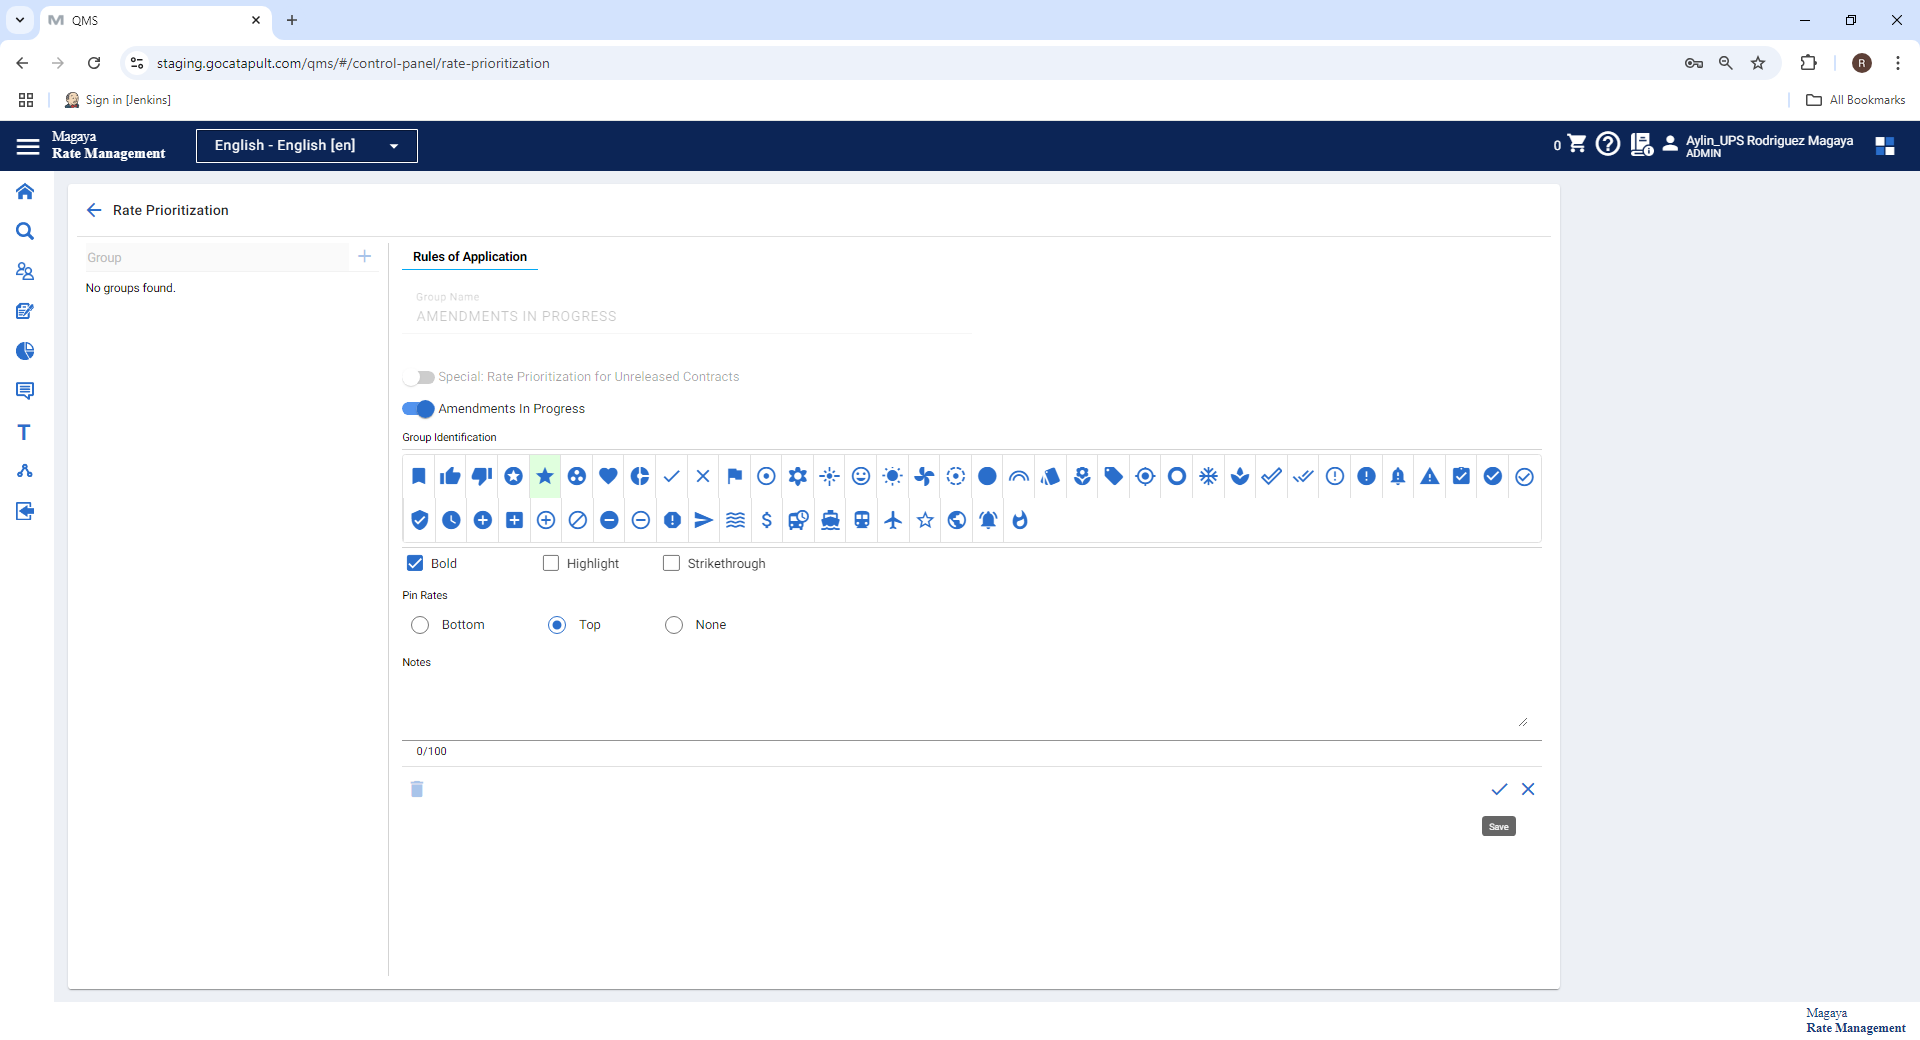 QMS
staging.gocatapult.com/qms/#/control-panel/rate-prioritization
R
Sign in [Jenkins]
All Bookmarks
Magaya
Rate Management
English - English [en]
0
Aylin_UPS Rodriguez Magaya
ADMIN
Rate Prioritization
Group
No groups found.
Rules of Application
Group Name
AMENDMENTS IN PROGRESS
Special: Rate Prioritization for Unreleased Contracts
Amendments In Progress
Group Identification
Bold
Highlight
Strikethrough
Pin Rates
Bottom
Top
None
Notes
0/100
Save
Magaya
Rate Management